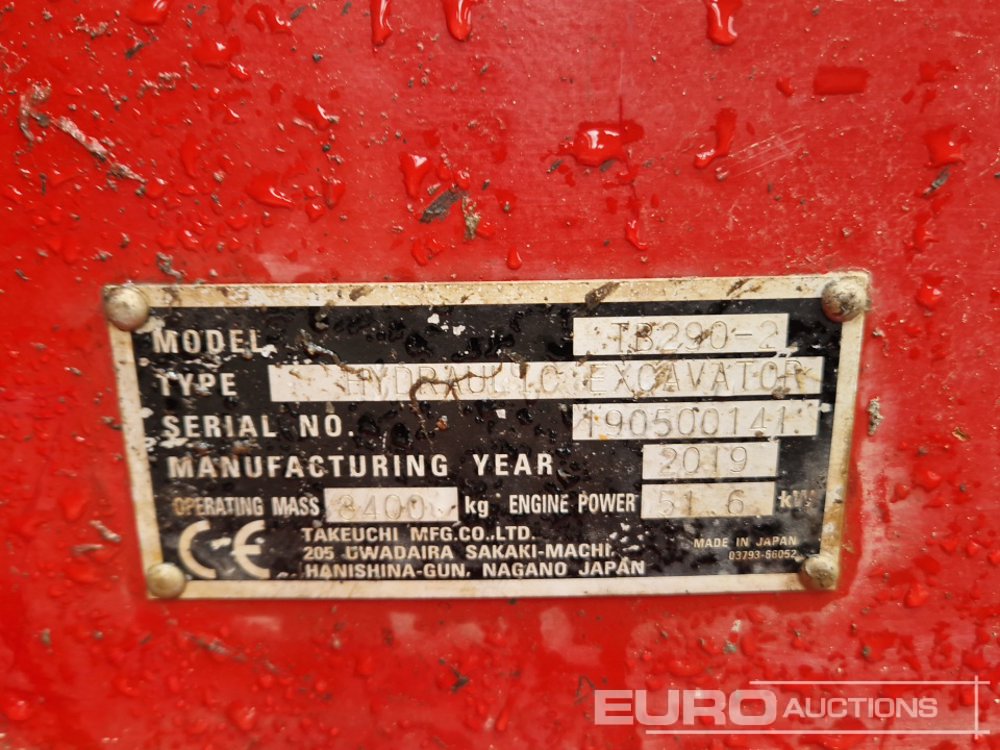 MODEL TB290-2
TYPE HYDRAULIC EXCAVATOR
SERIAL NO. 190500141
MANUFACTURING YEAR 2019
OPERATING MASS 8400 kg ENGINE POWER 51.6 kW
CE TAKEUCHI MFG.CO.,LTD.
205 UWADAIRA SAKAKI-MACHI,
HANISHINA-GUN, NAGANO JAPAN
MADE IN JAPAN
03793-66052
EURO AUCTIONS